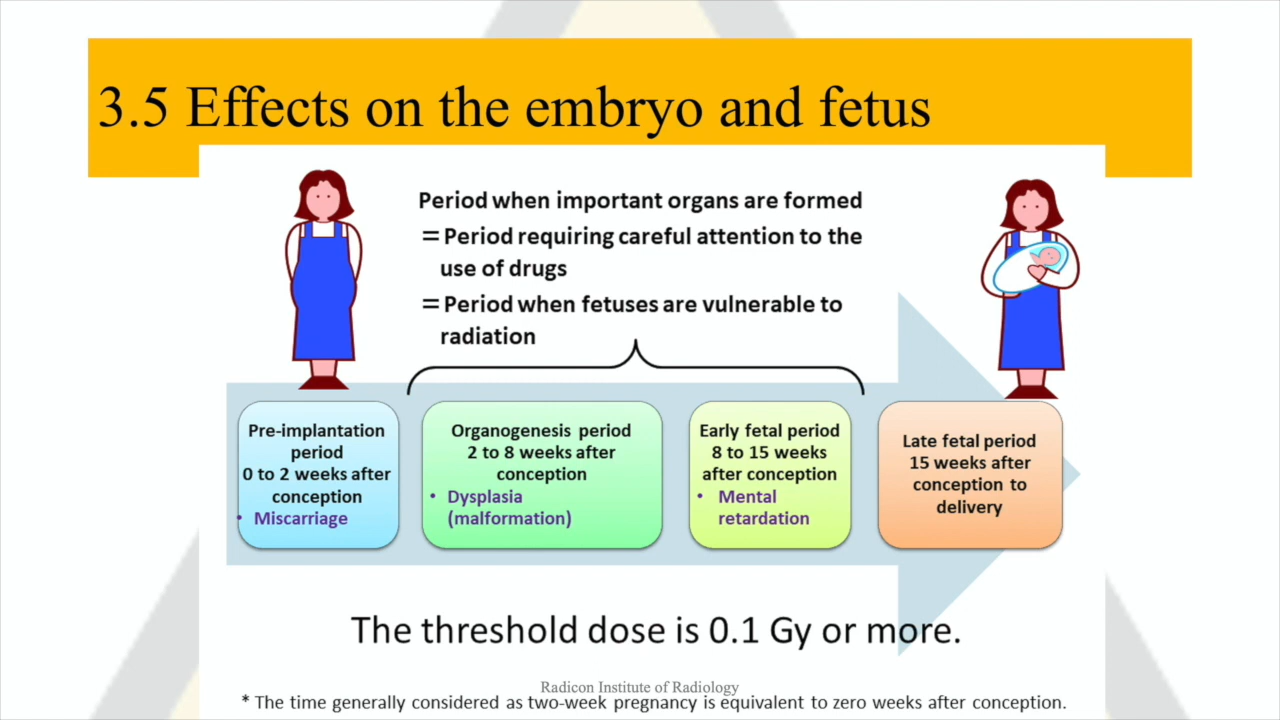 3.5 Effects on the embryo and fetus
Period when important organs are formed
= Period requiring careful attention to the
use of drugs
= Period when fetuses are vulnerable to
radiation
Pre-implantation
period
0 to 2 weeks after
conception
• Miscarriage
Organogenesis period
2 to 8 weeks after
conception
• Dysplasia
(malformation)
Early fetal period
8 to 15 weeks
after conception
• Mental
retardation
Late fetal period
15 weeks after
conception to
delivery
The threshold dose is 0.1 Gy or more.
Radicon Institute of Radiology
* The time generally considered as two-week pregnancy is equivalent to zero weeks after conception.